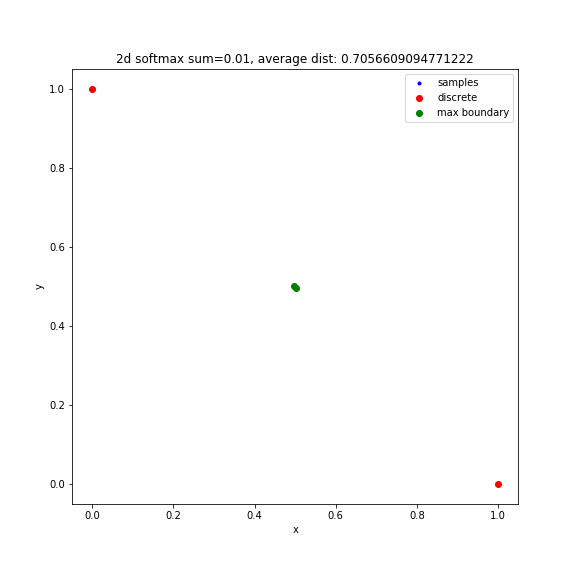 2d softmax sum=0.01, average dist: 0.7056609094771222
samples
discrete
max boundary
1.0
0.8
0.6
0.4
0.2
0.0
y
0.0 0.2 0.4 0.6 0.8 1.0
x